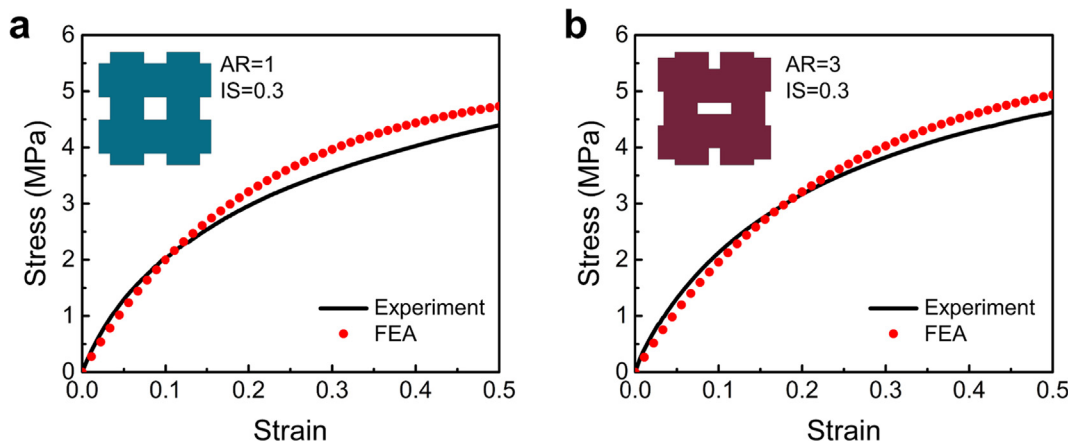 a
6
5
4
3
2
1
0
Stress (MPa)
AR=1
IS=0.3
Experiment
FEA
0.0 0.1 0.2 0.3 0.4 0.5
Strain
b
6
5
4
3
2
1
0
Stress (MPa)
AR=3
IS=0.3
Experiment
FEA
0.0 0.1 0.2 0.3 0.4 0.5
Strain